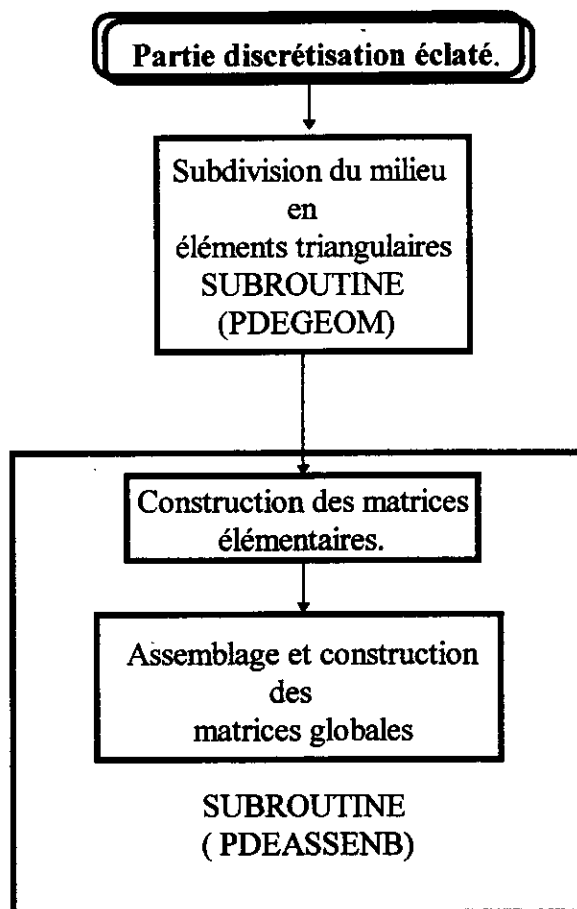 Partie discrétisation éclaté.
Subdivision du milieu
en
éléments triangulaires
SUBROUTINE
(PDEGEOM)
Construction des matrices
élémentaires.
Assemblage et construction
des
matrices globales
SUBROUTINE
( PDEASSENB)